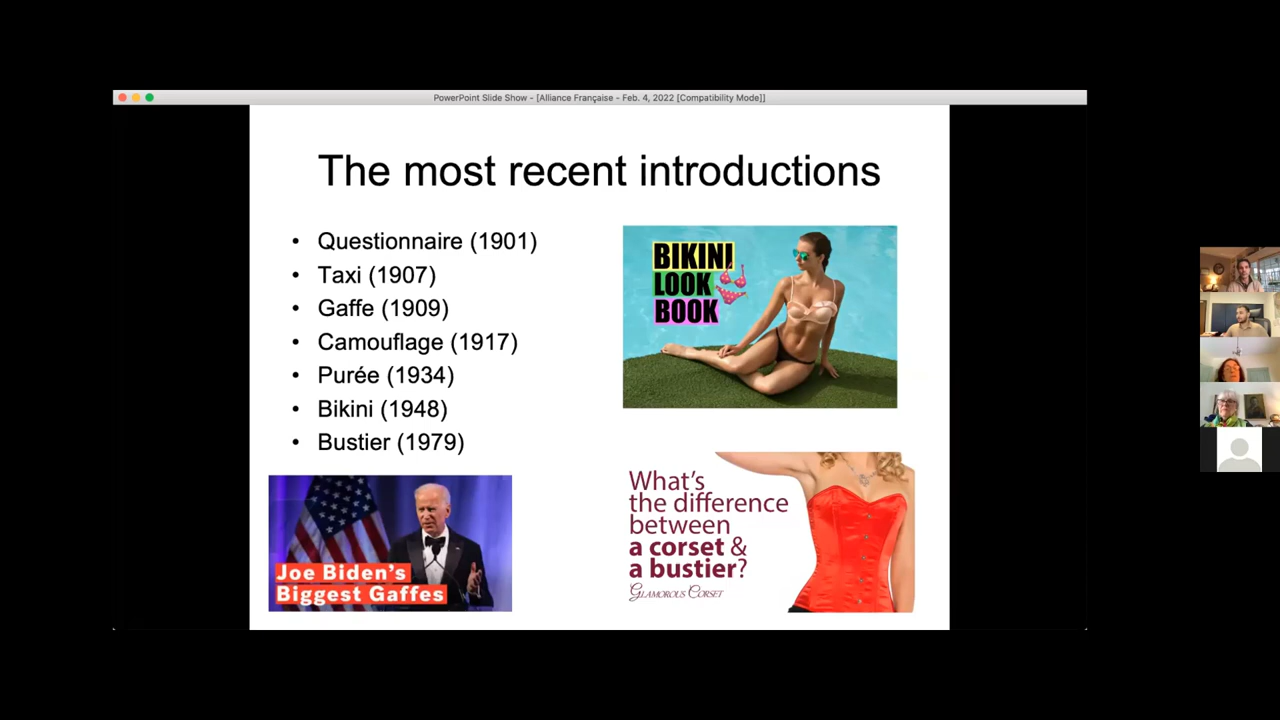 PowerPoint Slide Show - [Alliance Française - Feb. 4, 2022 [Compatibility Mode]]
The most recent introductions
• Questionnaire (1901)
• Taxi (1907)
• Gaffe (1909)
• Camouflage (1917)
• Purée (1934)
• Bikini (1948)
• Bustier (1979)
BIKINI
LOOK
BOOK
Joe Biden's
Biggest Gaffes
What's
the difference
between
a corset &
a bustier?
GLAMOROUS CORSET